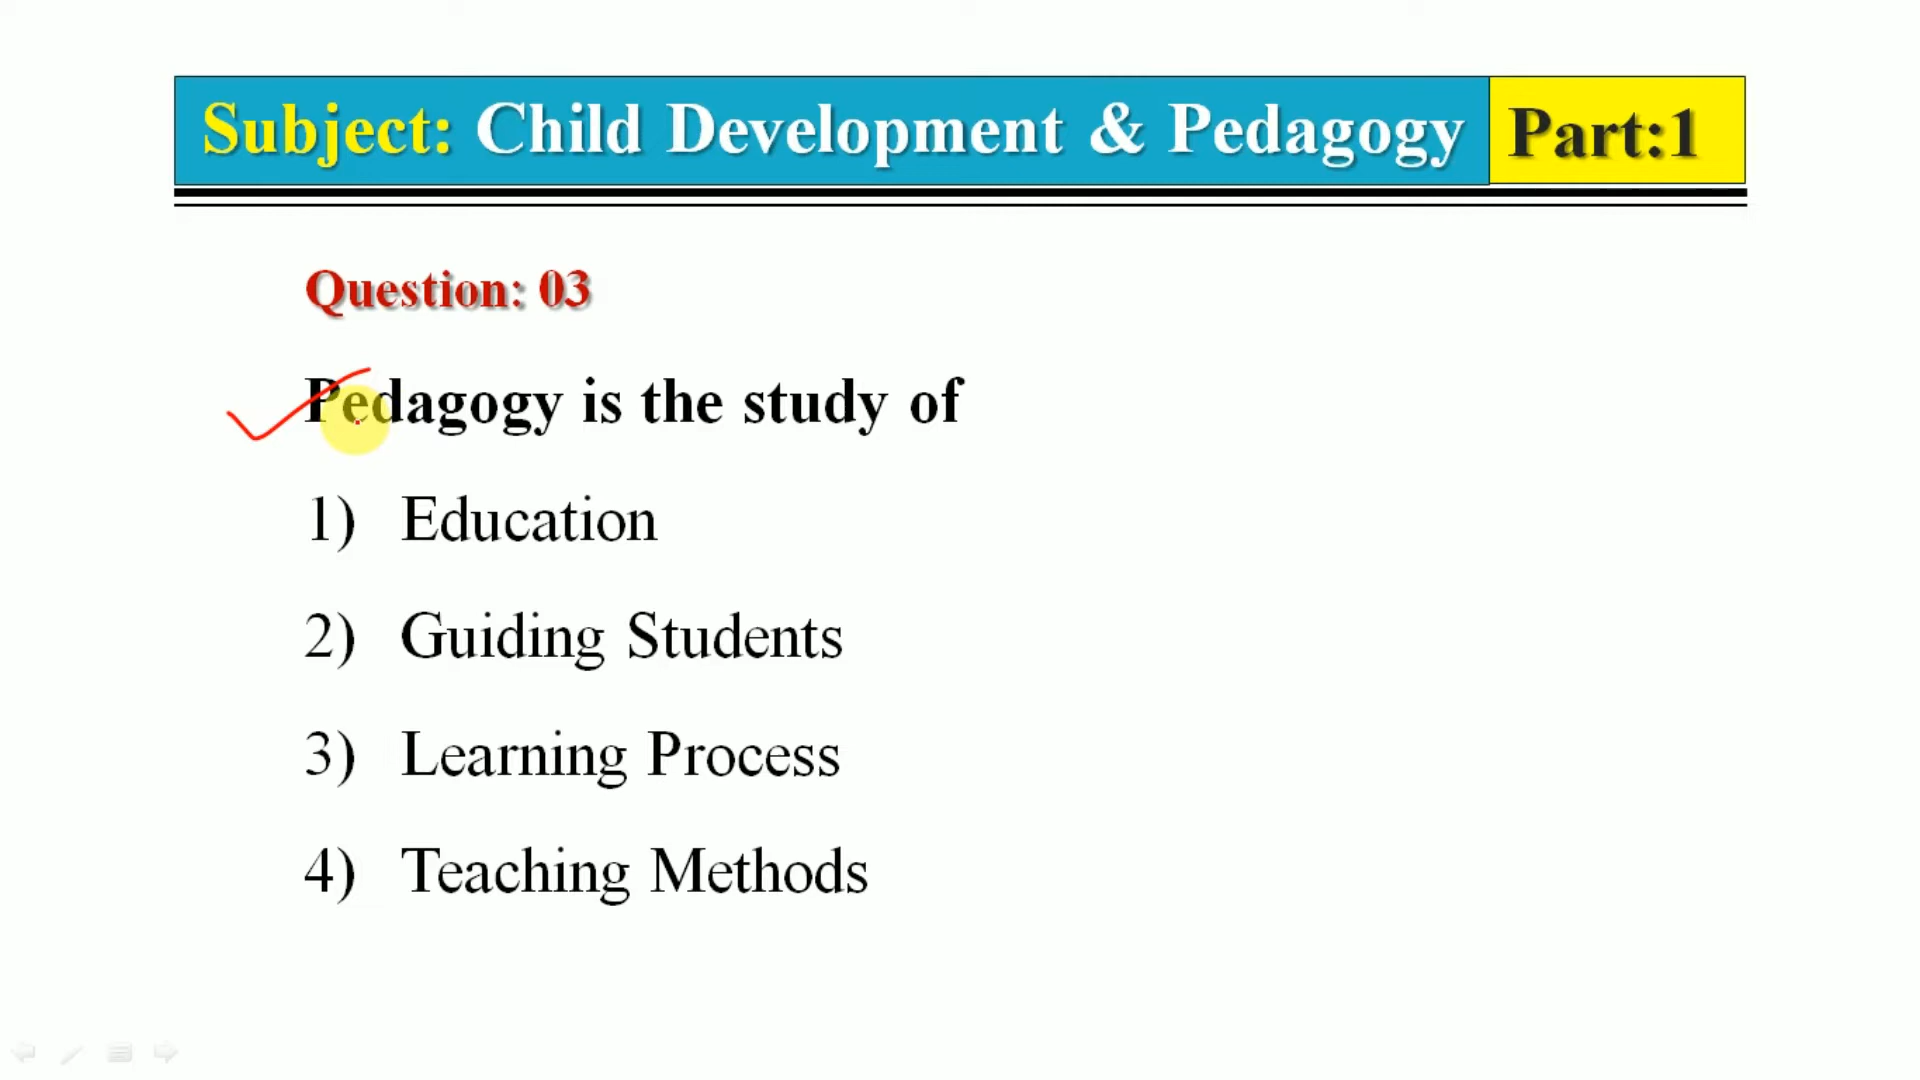 Subject: Child Development & Pedagogy Part:1
Question: 03
Pedagogy is the study of
1) Education
2) Guiding Students
3) Learning Process
4) Teaching Methods